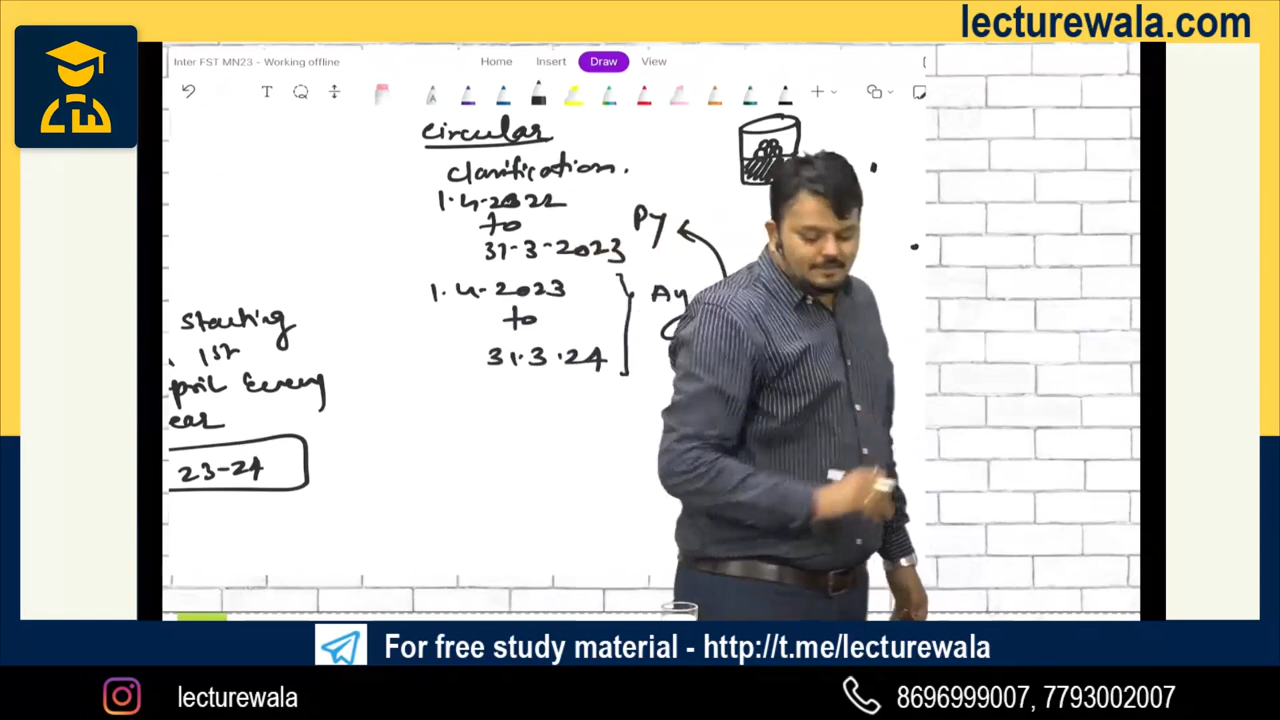 lecturewala.com
Inter FST MN23 - Working offline
Home Insert Draw View
T
A
Circular
Clarification.
1.4-2022
to
31-3-2023
PY
1.4-2023
to
31.3.24
Ay
starting
1st
pril Every
ear
23-24
For free study material - http://t.me/lecturewala
lecturewala
8696999007, 7793002007